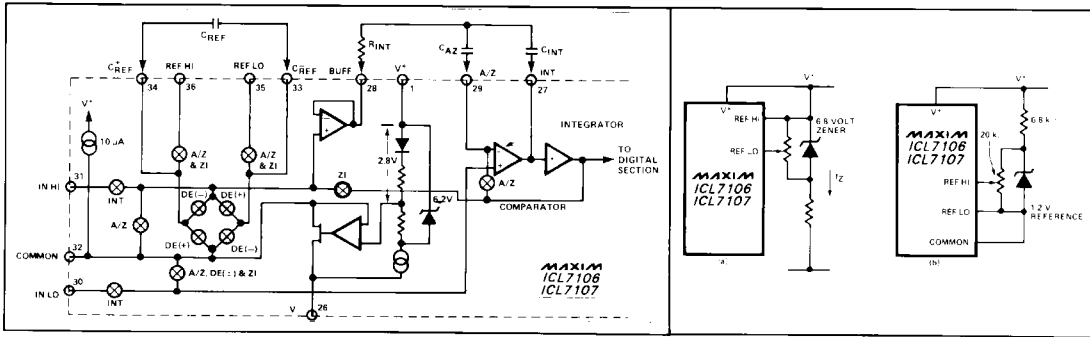 C REF
R INT
C AZ
C INT
C+ REF
REF HI
REF LO
C- REF
BUFF
V+
A/Z
INT
34
36
35
33
28
1
29
27
V+
10 µA
A/Z
& ZI
A/Z
& ZI
2.8V
INTEGRATOR
TO
DIGITAL
SECTION
IN HI
31
INT
ZI
A/Z
6.2V
COMPARATOR
DE(−)
DE(+)
A/Z
DE(+)
DE(−)
32
COMMON
A/Z, DE(±) & ZI
30
IN LO
INT
V
26
MAXIM
ICL7106
ICL7107
V+
V+
REF HI
6.8 VOLT
ZENER
REF LO
MAXIM
ICL7106
ICL7107
IZ
(a)
V+
V+
MAXIM
ICL7106
ICL7107
20 k
6.8 k
REF HI
REF LO
1.2 V
REFERENCE
COMMON
(b)